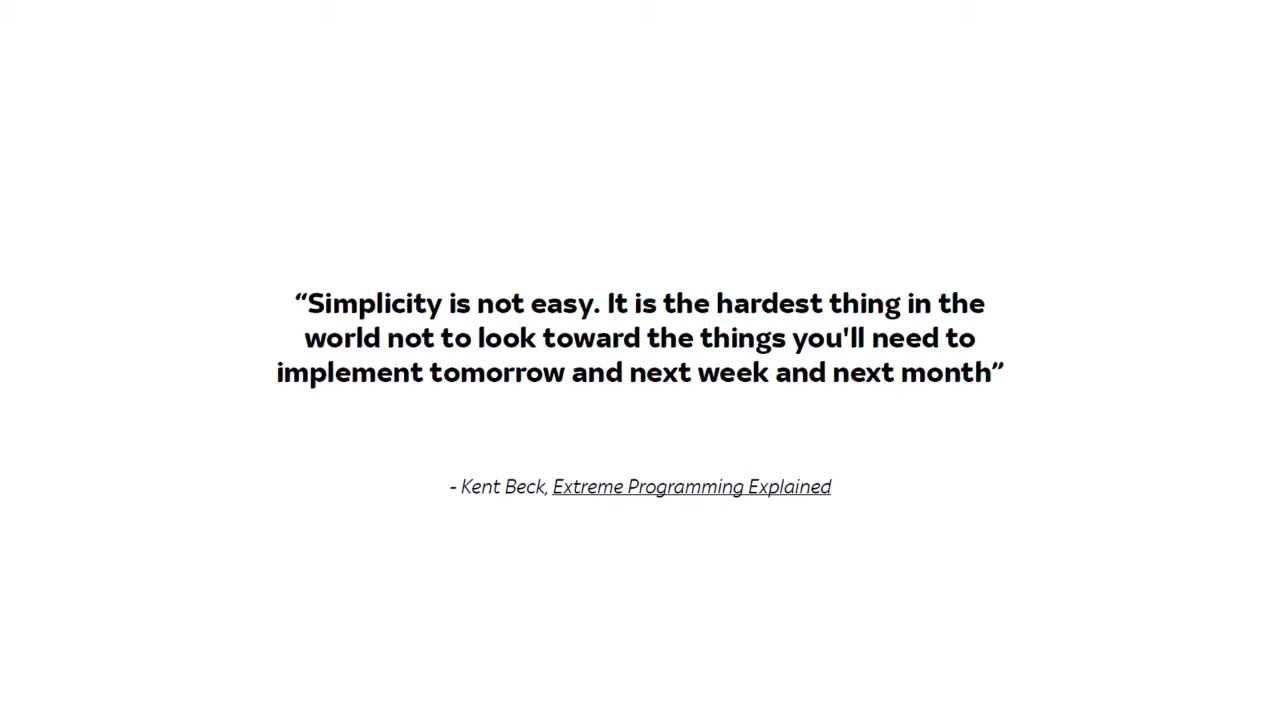 “Simplicity is not easy. It is the hardest thing in the
world not to look toward the things you'll need to
implement tomorrow and next week and next month”
- Kent Beck, Extreme Programming Explained